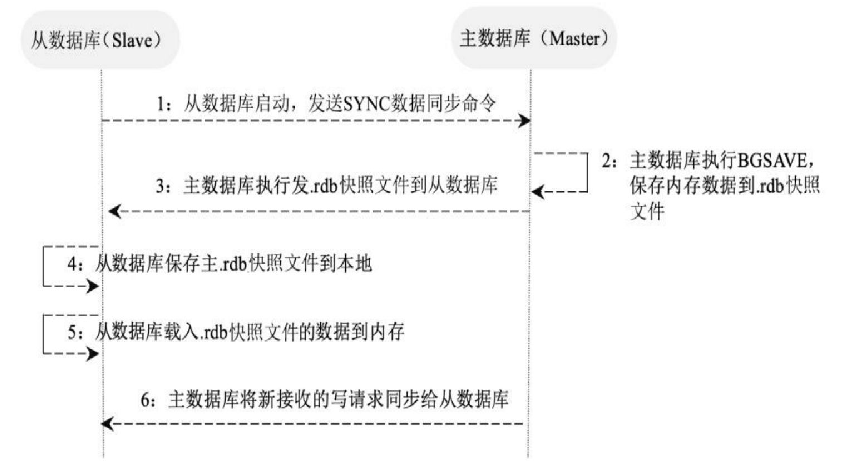 从数据库（Slave）
主数据库（Master）
1：从数据库启动，发送SYNC数据同步命令
2：主数据库执行BGSAVE，
保存内存数据到.rdb快照
文件
3：主数据库执行发.rdb快照文件到从数据库
4：从数据库保存主.rdb快照文件到本地
5：从数据库载入.rdb快照文件的数据到内存
6：主数据库将新接收的写请求同步给从数据库